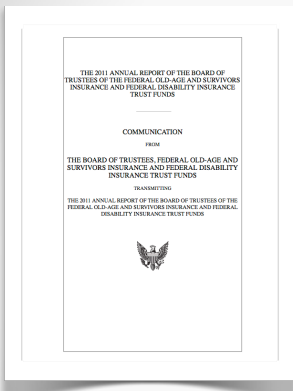 THE 2011 ANNUAL REPORT OF THE BOARD OF
TRUSTEES OF THE FEDERAL OLD-AGE AND SURVIVORS
INSURANCE AND FEDERAL DISABILITY INSURANCE
TRUST FUNDS
COMMUNICATION
FROM
THE BOARD OF TRUSTEES, FEDERAL OLD-AGE AND
SURVIVORS INSURANCE AND FEDERAL DISABILITY
INSURANCE TRUST FUNDS
TRANSMITTING
THE 2011 ANNUAL REPORT OF THE BOARD OF TRUSTEES OF THE
FEDERAL OLD-AGE AND SURVIVORS INSURANCE AND FEDERAL
DISABILITY INSURANCE TRUST FUNDS